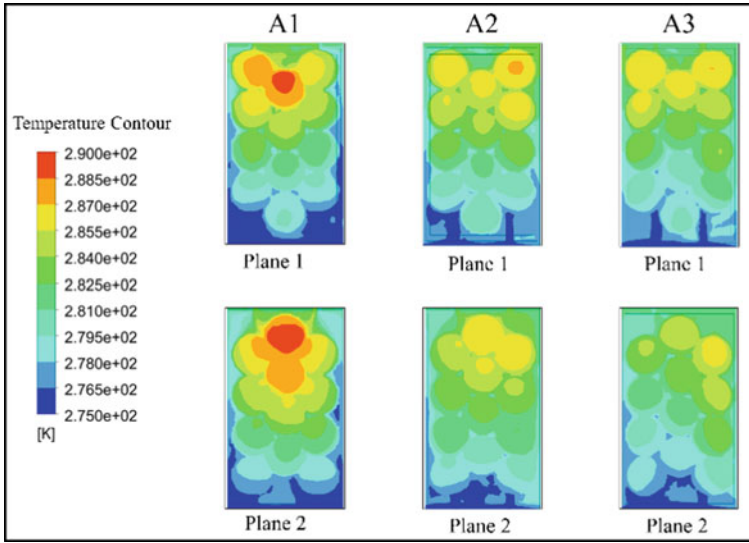 A1 A2 A3
Temperature Contour
2.900e+02
2.885e+02
2.870e+02
2.855e+02
2.840e+02
2.825e+02
2.810e+02
2.795e+02
2.780e+02
2.765e+02
2.750e+02
[K]
Plane 1 Plane 1 Plane 1
Plane 2 Plane 2 Plane 2